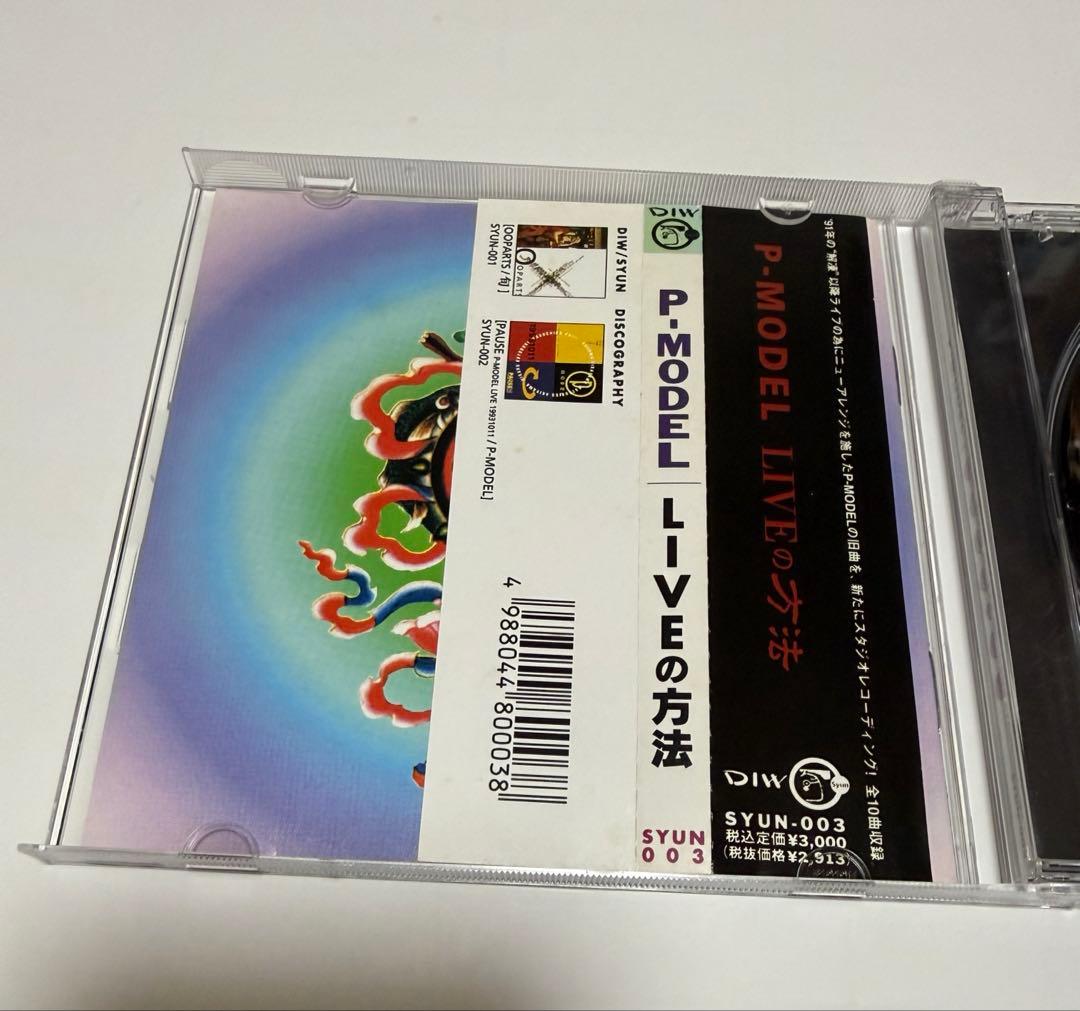 '91年の"解凍"以降ライブの為にニューアレンジを施したP-MODELの旧曲を、新たにスタジオレコーディング! 全10曲収録
P-MODEL LIVEの方法
DIW
Syun
SYUN-003
税込定価¥3,000
(税抜価格¥2,913)
DIW
P-MODEL
LIVEの方法
SYUN
003
DIW/SYUN DISCOGRAPHY
OOPARTS
[OOPARTS/旬]
SYUN-001
PAUSE
[PAUSE P-MODEL LIVE 19931011 / P-MODEL]
SYUN-002
4 988044 800038